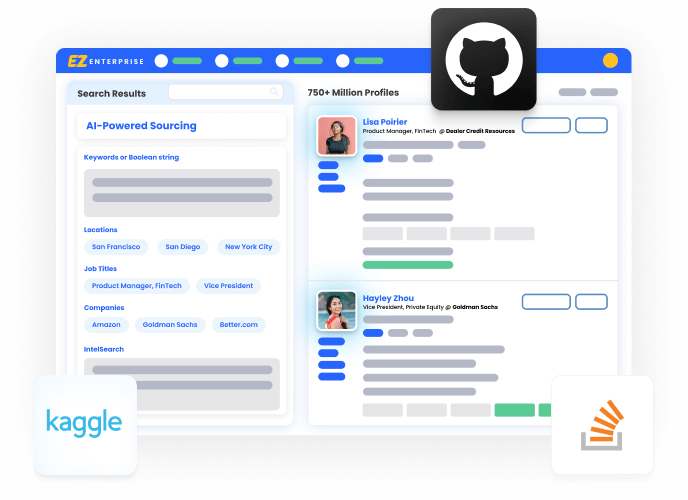 EZ ENTERPRISE
Search Results
AI-Powered Sourcing
Keywords or Boolean string
Locations
San Francisco San Diego New York City
Job Titles
Product Manager, FinTech Vice President
Companies
Amazon Goldman Sachs Better.com
IntelSearch
kaggle
750+ Million Profiles
Lisa Poirier
Product Manager, FinTech @ Dealer Credit Resources
Hayley Zhou
Vice President, Private Equity @ Goldman Sachs